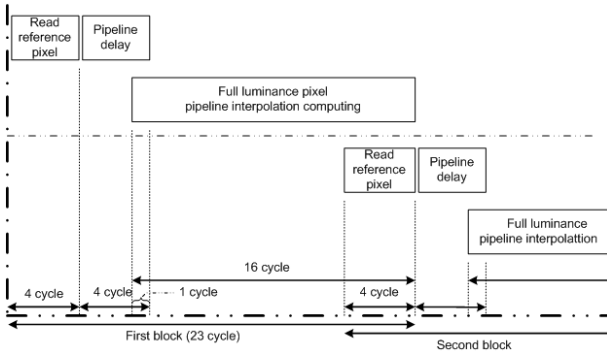 Read
reference
pixel
Pipeline
delay
Full luminance pixel
pipeline interpolation computing
Read
reference
pixel
Pipeline
delay
Full luminance
pipeline interpolattion
16 cycle
4 cycle
4 cycle
1 cycle
4 cycle
First block (23 cycle)
Second block